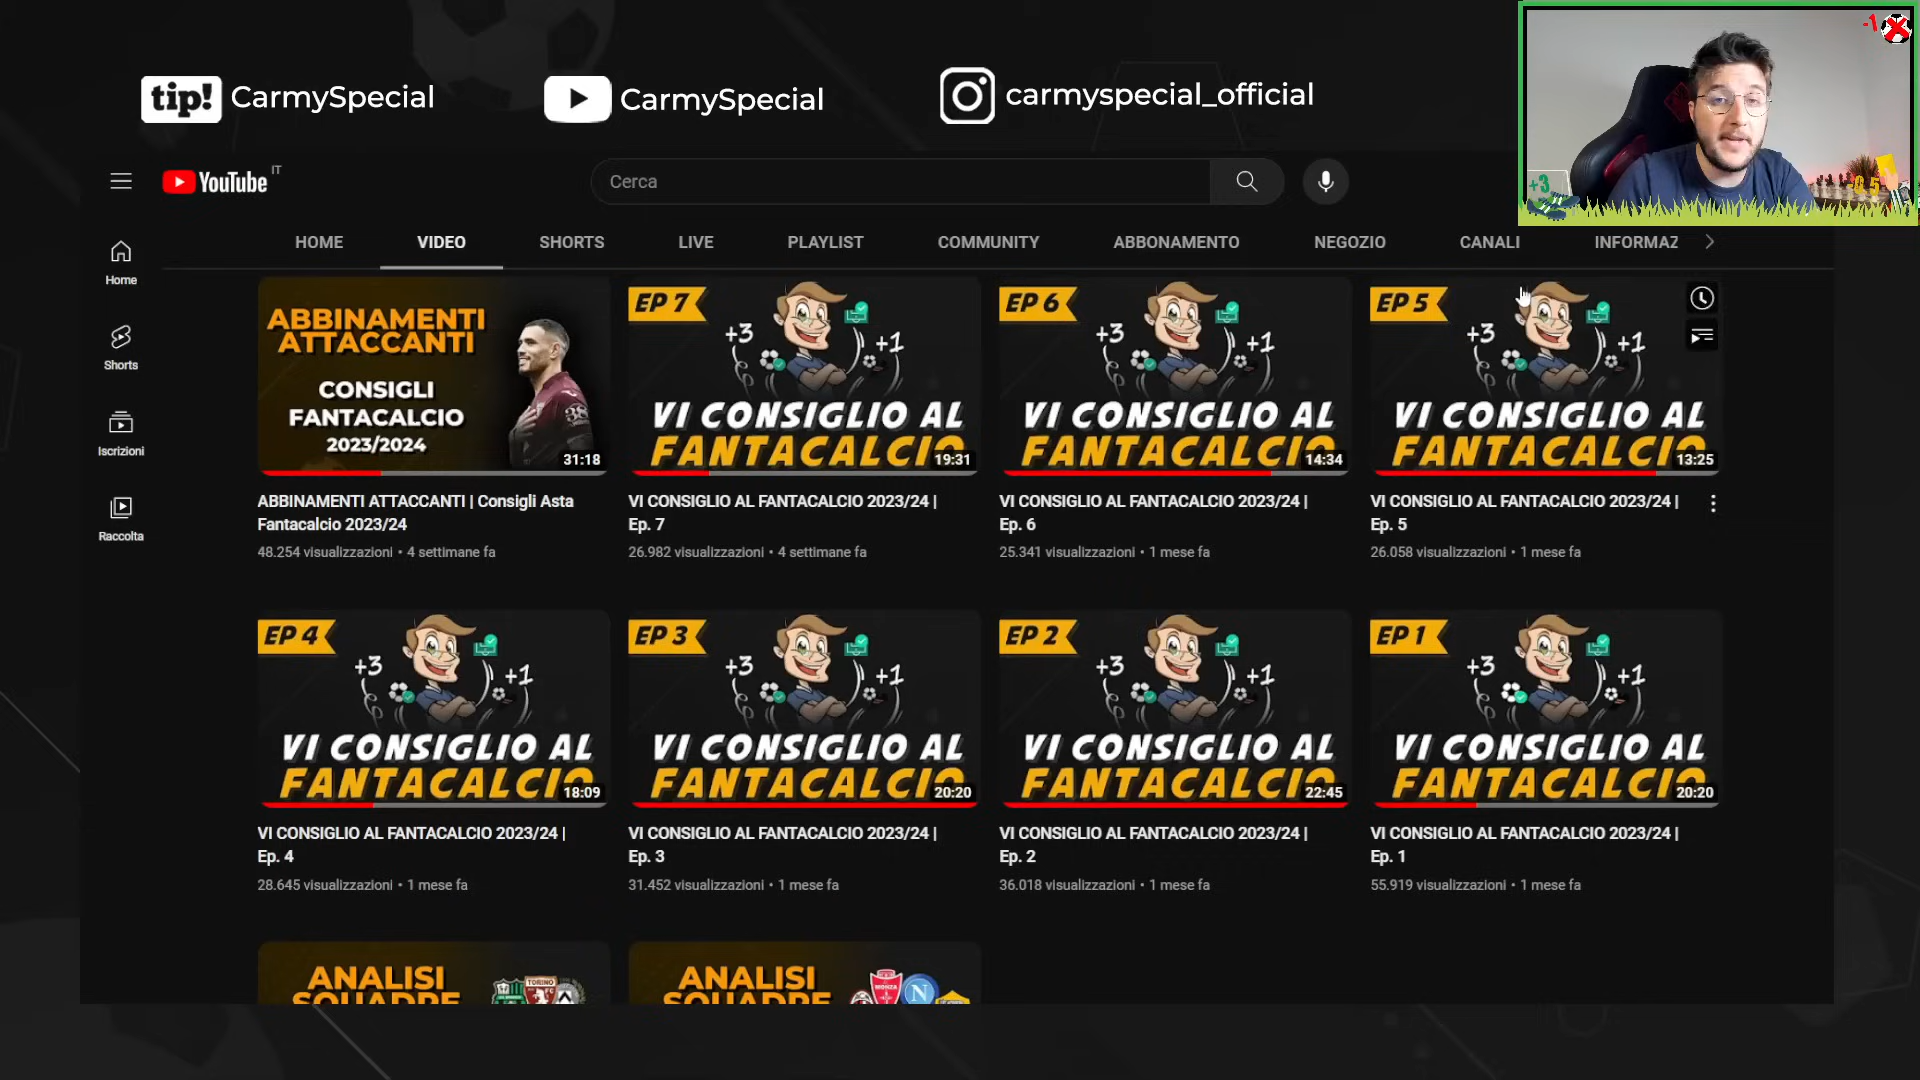 tip! CarmySpecial
CarmySpecial
carmyspecial_official
-1
+3
-0.5
YouTube IT
Cerca
HOME
VIDEO
SHORTS
LIVE
PLAYLIST
COMMUNITY
ABBONAMENTO
NEGOZIO
CANALI
INFORMAZ
Home
Shorts
Iscrizioni
Raccolta
ABBINAMENTI
ATTACCANTI
CONSIGLI
FANTACALCIO
2023/2024
38
31:18
ABBINAMENTI ATTACCANTI | Consigli Asta
Fantacalcio 2023/24
48.254 visualizzazioni • 4 settimane fa
EP 7
+3
+1
VI CONSIGLIO AL
FANTACALCIO
19:31
VI CONSIGLIO AL FANTACALCIO 2023/24 |
Ep. 7
26.982 visualizzazioni • 4 settimane fa
EP 6
+3
+1
VI CONSIGLIO AL
FANTACALCIO
14:34
VI CONSIGLIO AL FANTACALCIO 2023/24 |
Ep. 6
25.341 visualizzazioni • 1 mese fa
EP 5
+3
+1
VI CONSIGLIO AL
FANTACALCIO
13:25
VI CONSIGLIO AL FANTACALCIO 2023/24 |
Ep. 5
26.058 visualizzazioni • 1 mese fa
EP 4
+3
+1
VI CONSIGLIO AL
FANTACALCIO
18:09
VI CONSIGLIO AL FANTACALCIO 2023/24 |
Ep. 4
28.645 visualizzazioni • 1 mese fa
EP 3
+3
+1
VI CONSIGLIO AL
FANTACALCIO
20:20
VI CONSIGLIO AL FANTACALCIO 2023/24 |
Ep. 3
31.452 visualizzazioni • 1 mese fa
EP 2
+3
+1
VI CONSIGLIO AL
FANTACALCIO
22:45
VI CONSIGLIO AL FANTACALCIO 2023/24 |
Ep. 2
36.018 visualizzazioni • 1 mese fa
EP 1
+3
+1
VI CONSIGLIO AL
FANTACALCIO
20:20
VI CONSIGLIO AL FANTACALCIO 2023/24 |
Ep. 1
55.919 visualizzazioni • 1 mese fa
ANALISI
SQUADRE
TORINO
ANALISI
SQUADRE
MONZA
N